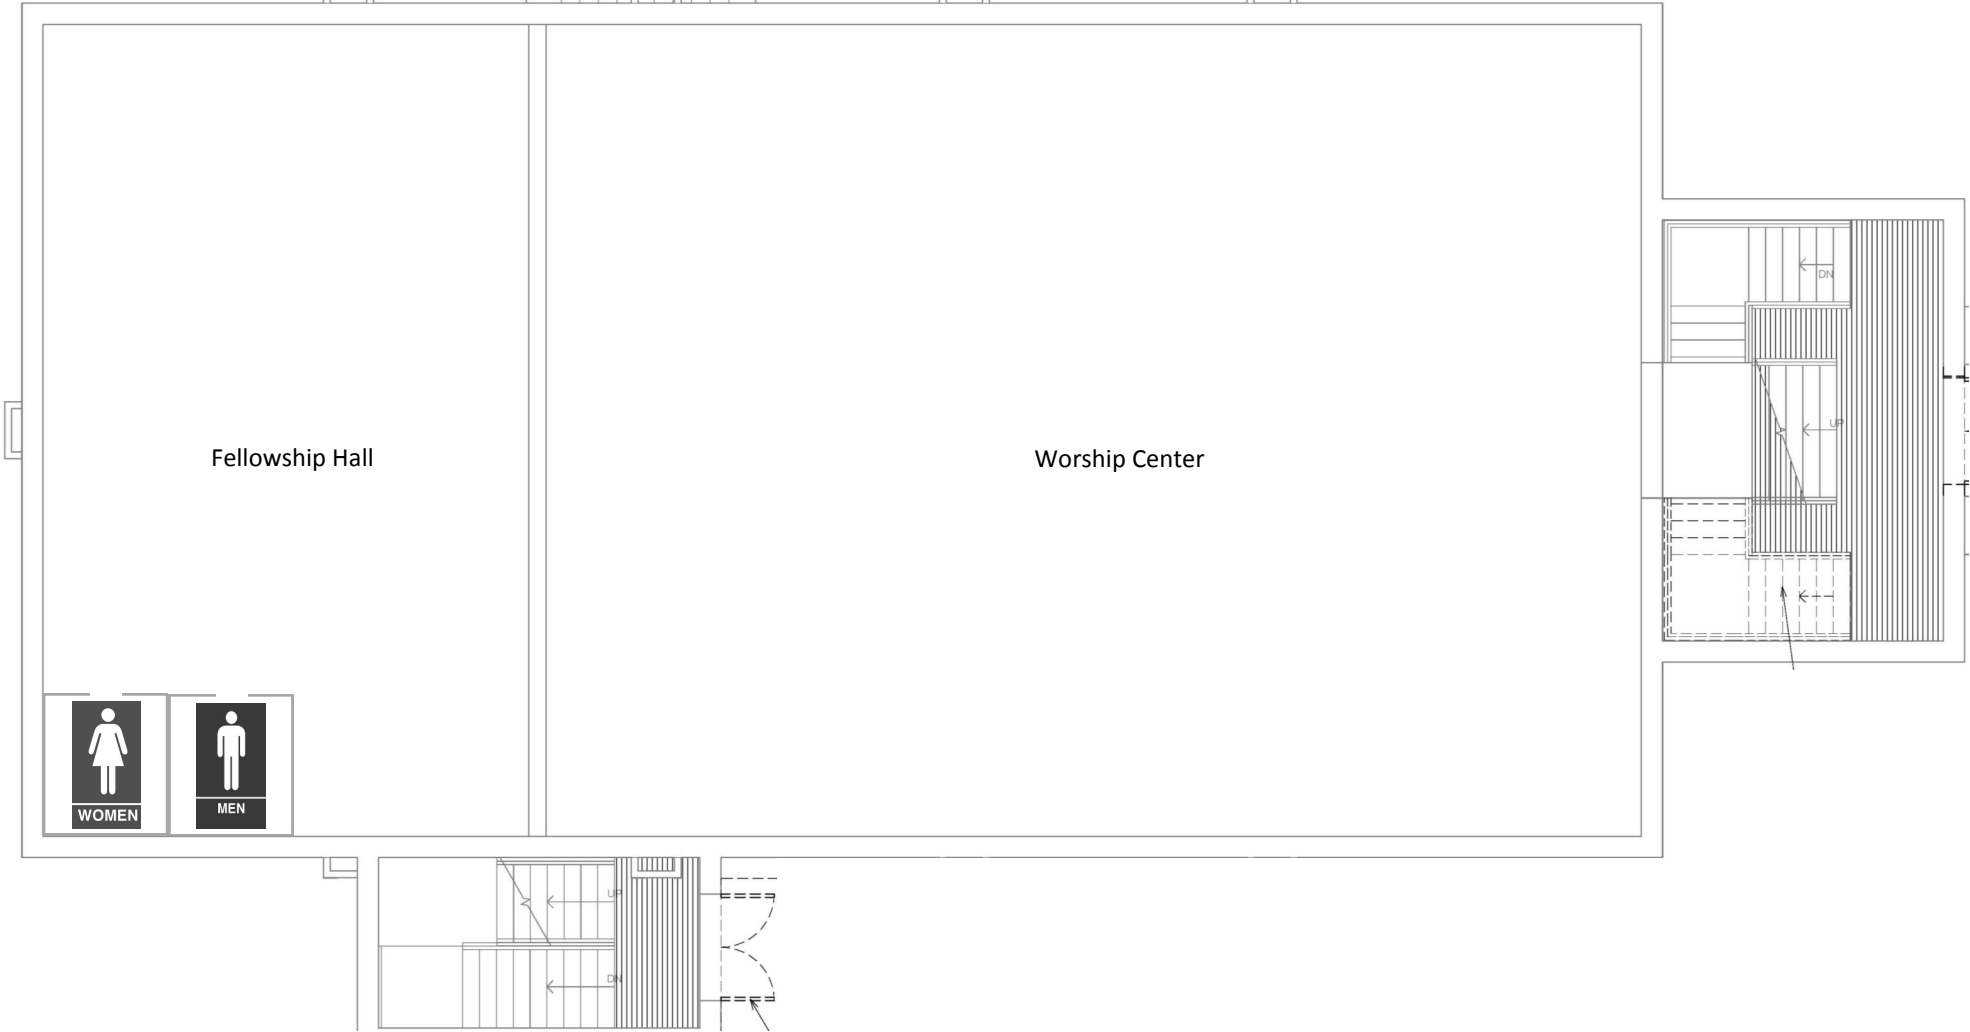 DN
UP
Fellowship Hall
Worship Center
WOMEN
MEN
UP
DN